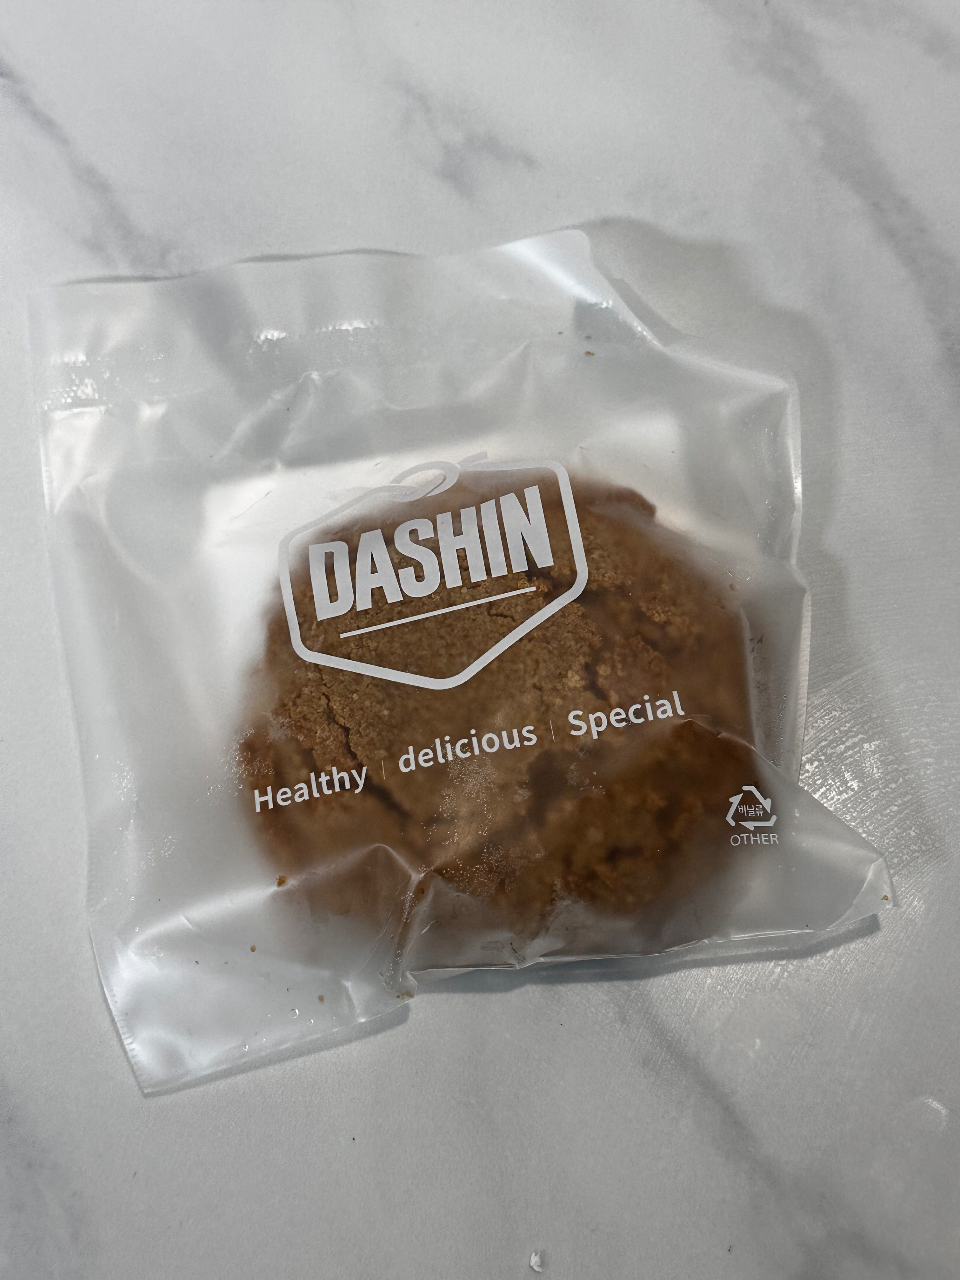 DASHIN
Healthy | delicious | Special
비닐류
OTHER